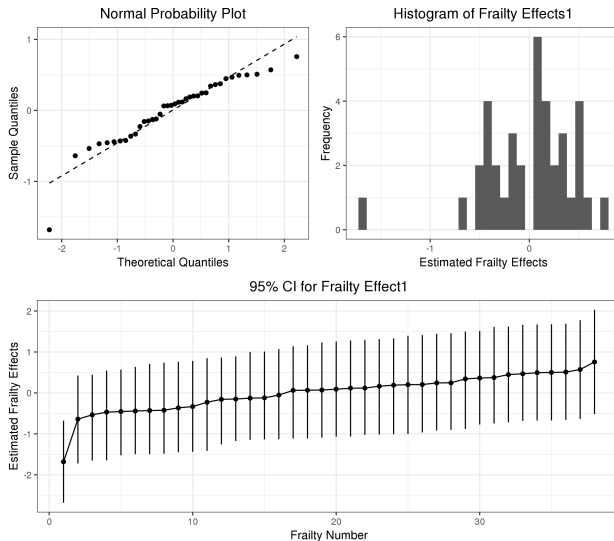 Normal Probability Plot
Sample Quantiles
1
0
-1
-2
-1
0
1
2
Theoretical Quantiles
Histogram of Frailty Effects1
Frequency
6
4
2
0
-1
0
Estimated Frailty Effects
95% CI for Frailty Effect1
Estimated Frailty Effects
2
1
0
-1
-2
0
10
20
30
Frailty Number